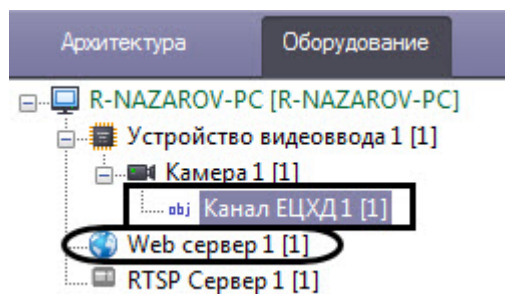 Архитектура Оборудование
R-NAZAROV-PC [R-NAZAROV-PC]
Устройство видеоввода 1 [1]
Камера 1 [1]
obj Канал ЕЦХД 1 [1]
Web сервер 1 [1]
RTSP Сервер 1 [1]